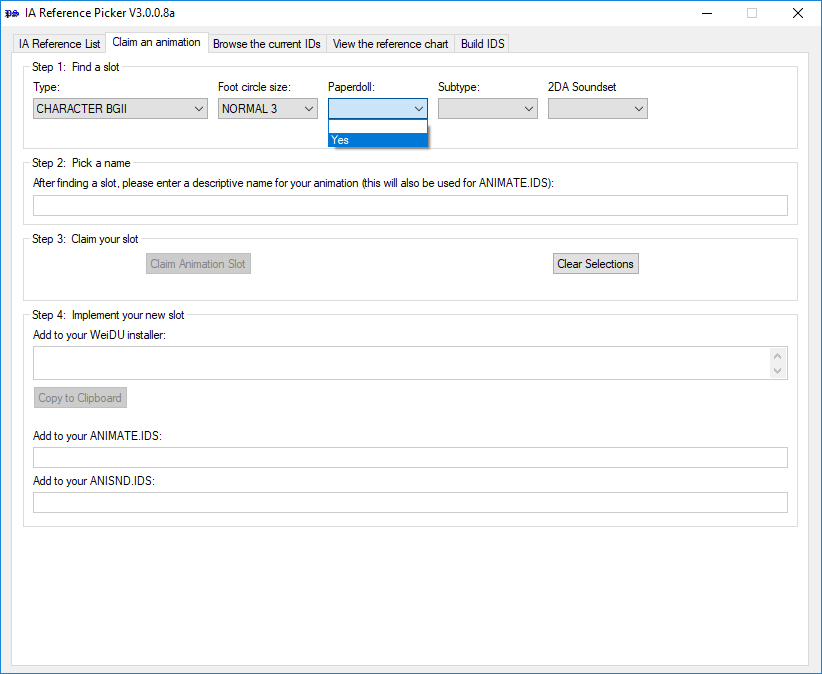 IA Reference Picker V3.0.0.8a
IA Reference List Claim an animation Browse the current IDs View the reference chart Build IDS
Step 1: Find a slot
Type: Foot circle size: Paperdoll: Subtype: 2DA Soundset
CHARACTER BGII NORMAL 3
Yes
Step 2: Pick a name
After finding a slot, please enter a descriptive name for your animation (this will also be used for ANIMATE.IDS):
Step 3: Claim your slot
Claim Animation Slot Clear Selections
Step 4: Implement your new slot
Add to your WeiDU installer:
Copy to Clipboard
Add to your ANIMATE.IDS:
Add to your ANISND.IDS: